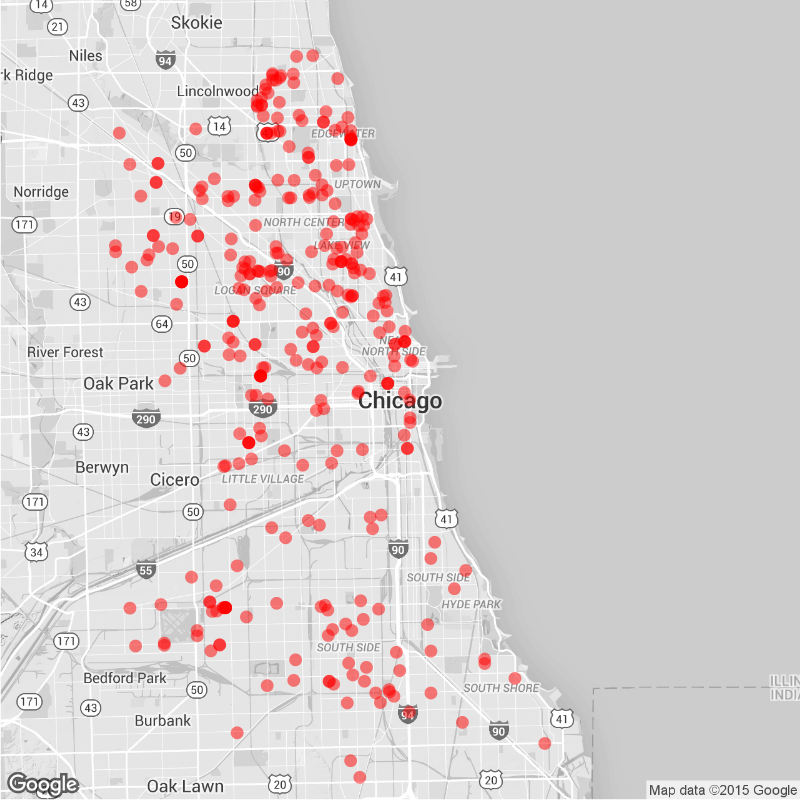 14
58
Skokie
21
94
Niles
rk Ridge
Lincolnwood
43
14
EDGEWATER
50
Norridge
UPTOWN
171
19
NORTH CENTER
LAKE VIEW
50
90
41
LOGAN SQUARE
43
64
NEAR
NORTH SIDE
River Forest
50
Oak Park
Chicago
290
290
43
Berwyn
Cicero
LITTLE VILLAGE
171
50
41
34
90
55
SOUTH SIDE
HYDE PARK
171
SOUTH SIDE
Bedford Park
50
SOUTH SHORE
ILLIN
INDIA
171
43
94
Burbank
90
41
Google
Oak Lawn
20
20
Map data ©2015 Google